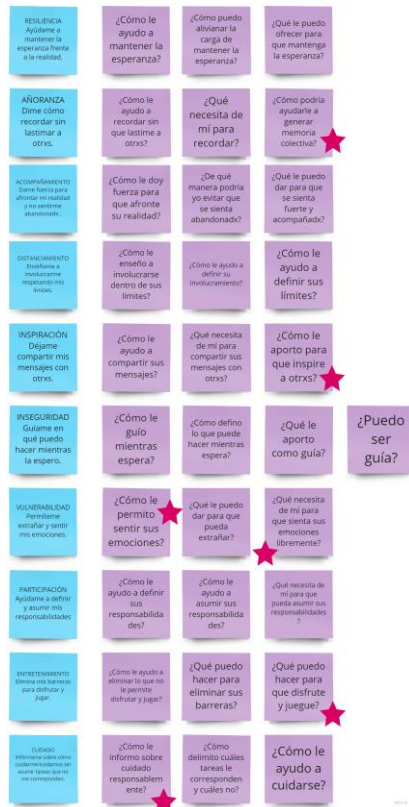 RESILIENCIA
Ayúdame a
mantener la
esperanza frente
a la realidad.
¿Cómo le
ayudo a
mantener la
esperanza?
¿Cómo puedo
alivianar la
carga de
mantener la
esperanza?
¿Qué le puedo
ofrecer para
que mantenga
la esperanza?
AÑORANZA
Dime cómo
recordar sin
lastimar a
otrxs.
¿Cómo le
ayudo a
recordar sin
que lastime a
otrxs?
¿Qué
necesita de
mí para
recordar?
¿Cómo podría
ayudarle a
generar
memoria
colectiva?
ACOMPAÑAMIENTO
Dame fuerza para
afrontar mi realidad
y no sentirme
abandonadx .
¿Cómo le doy
fuerza para
que afronte
su realidad?
¿De qué
manera podría
yo evitar que
se sienta
abandonadx?
¿Qué le puedo
dar para que
se sienta
fuerte y
acompañadx?
DISTANCIAMIENTO
Enséñame a
involucrarme
respetando mis
límites.
¿Cómo le
enseño a
involucrarse
dentro de sus
límites?
¿Cómo le ayudo a
definir su
involucramiento?
¿Cómo le
ayudo a
definir sus
límites?
INSPIRACIÓN
Déjame
compartir mis
mensajes con
otrxs.
¿Cómo le
ayudo a
compartir sus
mensajes?
¿Qué necesita
de mí para
compartir sus
mensajes con
otrxs?
¿Cómo le
aporto para
que inspire
a otrxs?
INSEGURIDAD
Guíame en
qué puedo
hacer mientras
la espero.
¿Cómo le
guío
mientras
espera?
¿Cómo defino
lo que puede
hacer mientras
espera?
¿Qué le
aporto
como guía?
¿Puedo
ser
guía?
VULNERABILIDAD
Permíteme
extrañar y sentir
mis emociones.
¿Cómo le
permito
sentir sus
emociones?
¿Qué le puedo
dar para que
pueda
extrañar?
¿Qué necesita
de mí para
que sienta sus
emociones
libremente?
PARTICIPACIÓN
Ayúdame a definir
y asumir mis
responsabilidades
¿Cómo le
ayudo a definir
sus
responsabilida
des?
¿Cómo le
ayudo a
asumir sus
responsabilida
des?
¿Qué necesita de
mí para que
pueda asumir sus
responsabilidades
?
ENTRETENIMIENTO
Elimina mis barreras
para disfrutar y
jugar.
¿Cómo le ayudo a
eliminar lo que no
le permite
disfrutar y jugar?
¿Qué puedo
hacer para
eliminar sus
barreras?
¿Qué puedo
hacer para
que disfrute
y juegue?
CUIDADO
Infórmame sobre cómo
cuidarme/cuidarnos sin
asumir tareas que no
me corresponden.
¿Cómo le
informo sobre
cuidado
responsablem
ente?
¿Cómo
delimito cuáles
tareas le
corresponden
y cuáles no?
¿Cómo le
ayudo a
cuidarse?